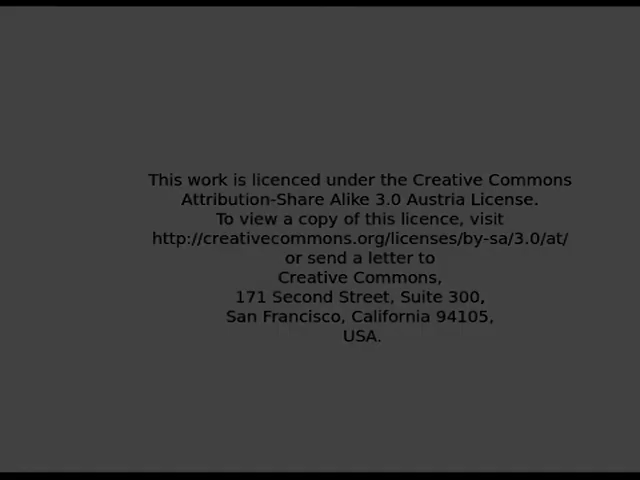 This work is licenced under the Creative Commons
Attribution-Share Alike 3.0 Austria License.
To view a copy of this licence, visit
http://creativecommons.org/licenses/by-sa/3.0/at/
or send a letter to
Creative Commons,
171 Second Street, Suite 300,
San Francisco, California 94105,
USA.